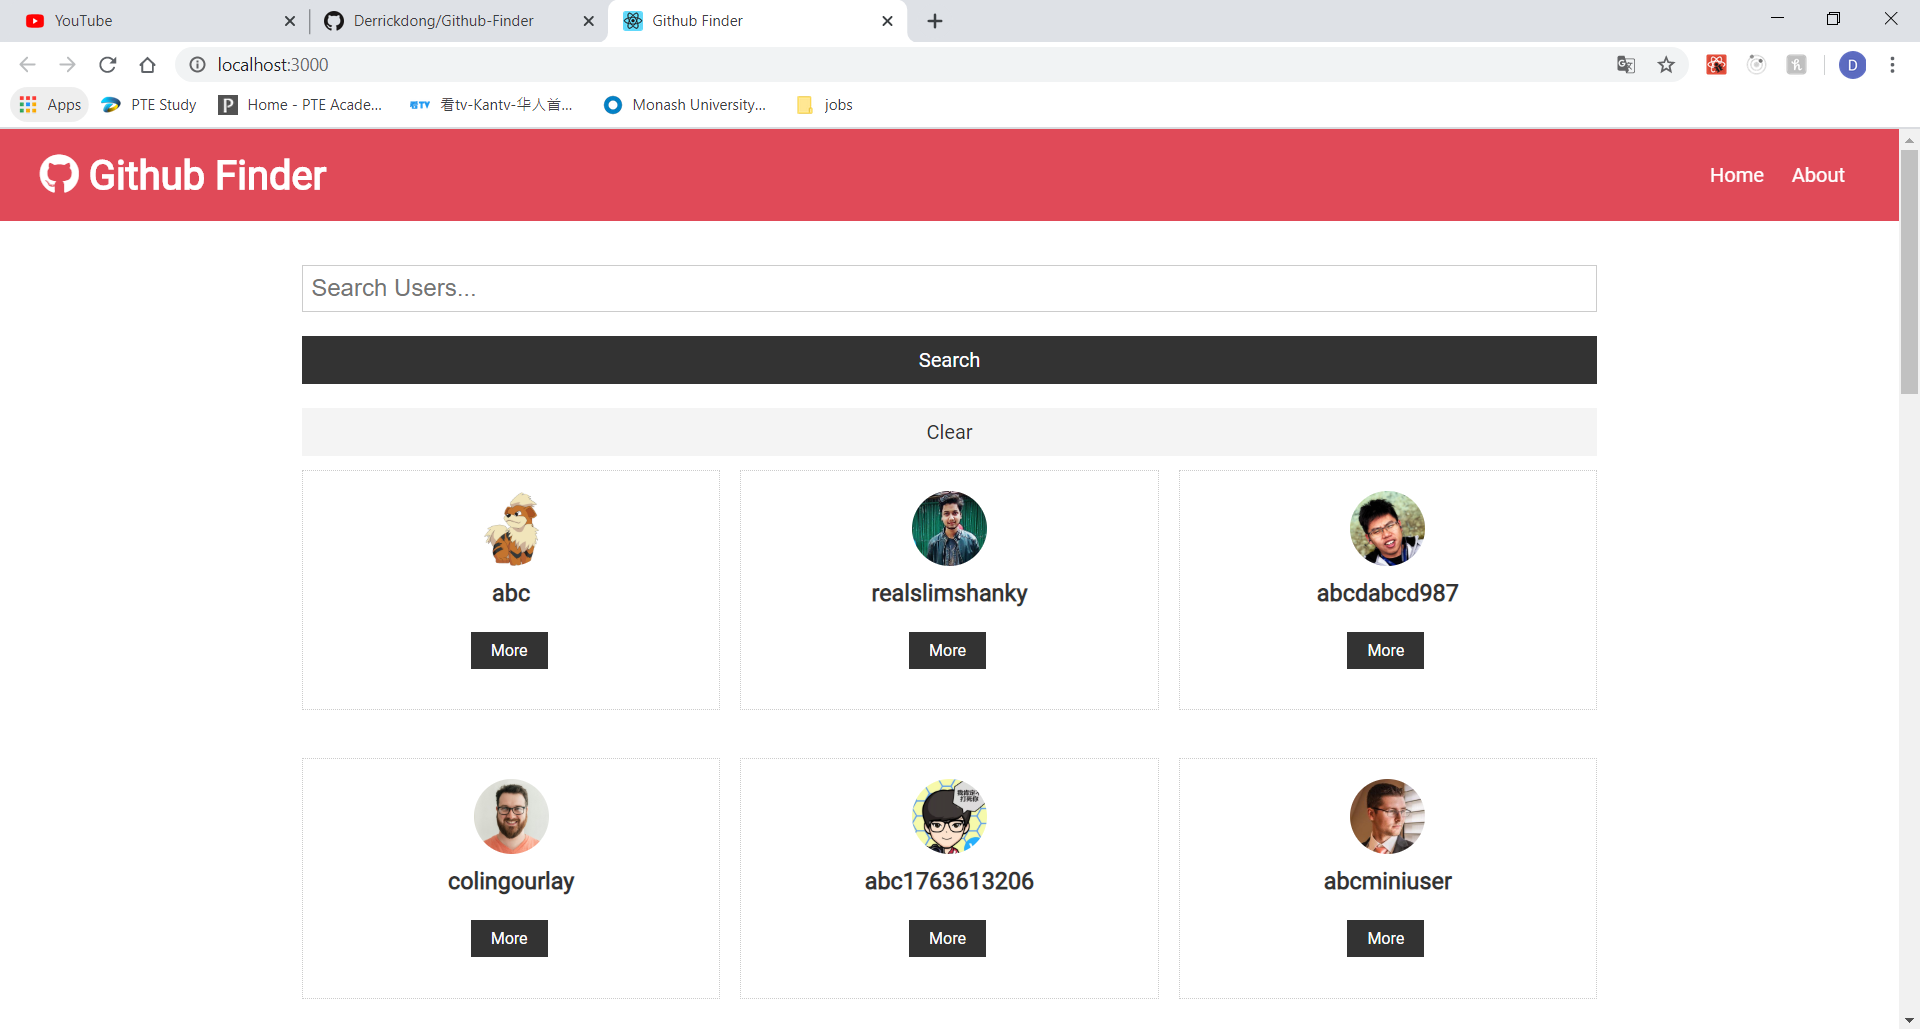 YouTube
Derrickdong/Github-Finder
Github Finder
localhost:3000
D
Apps
PTE Study
Home - PTE Acade...
看tv-Kantv-华人首...
Monash University...
jobs
Github Finder
Home
About
Search Users...
Search
Clear
abc
realslimshanky
abcdabcd987
More
More
More
colingourlay
abc1763613206
abcminiuser
More
More
More